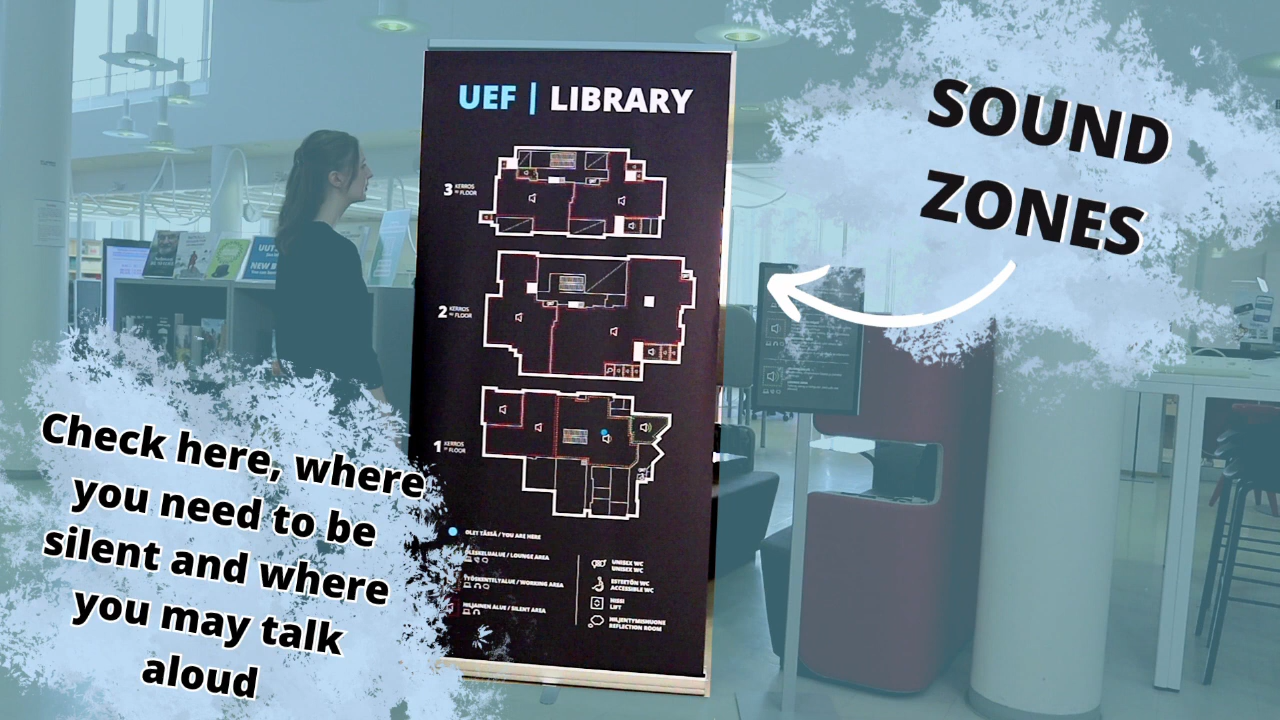 UEF | LIBRARY
SOUND
ZONES
3 KERROS
FLOOR
2 KERROS
FLOOR
1 KERROS
FLOOR
Check here, where
you need to be
silent and where
you may talk
aloud
OLET TÄSSÄ / YOU ARE HERE
OLESKELUALUE / LOUNGE AREA
TYÖSKENTELYALUE / WORKING AREA
HILJAINEN ALUE / SILENT AREA
UNISEX WC
UNISEX WC
ESTEETÖN WC
ACCESSIBLE WC
HISSI
LIFT
HILJENTYMISHUONE
REFLECTION ROOM